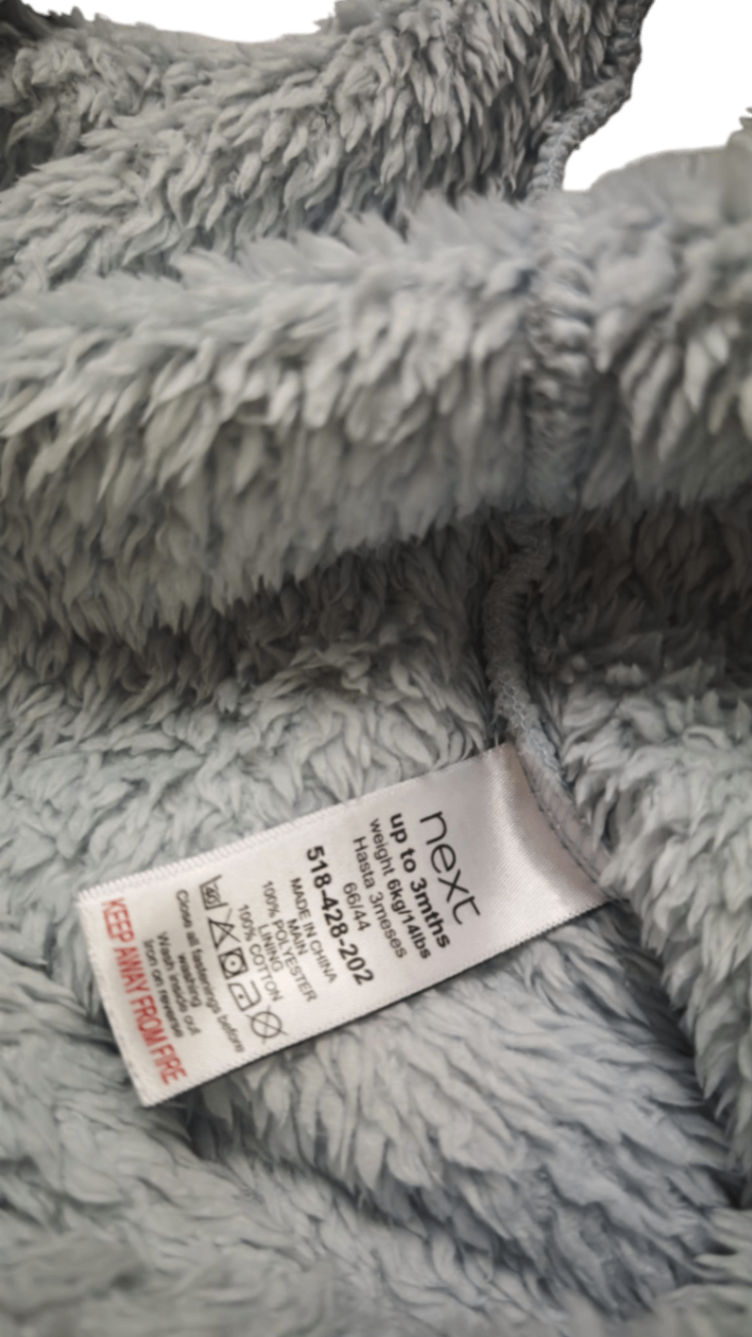 next
up to 3mths
weight 6kg/14lbs
Hasta 3meses
66/44
518-428-202
MADE IN CHINA
MAIN
100% POLYESTER
LINING
100% COTTON
Close all fastenings before
washing
Wash inside out
Iron on reverse
KEEP AWAY FROM FIRE